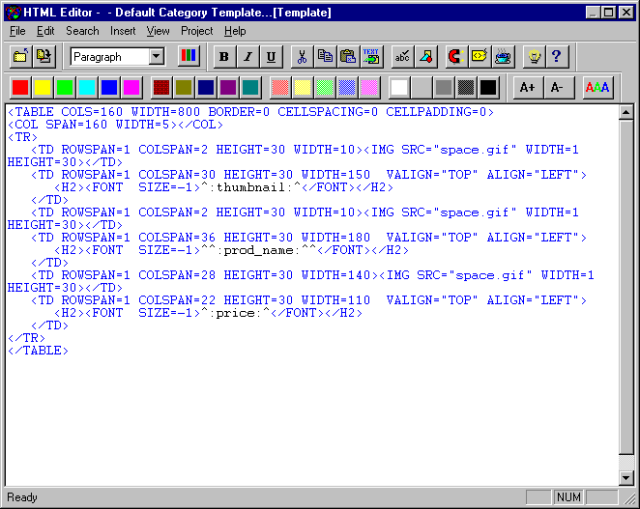 HTML Editor - - Default Category Template...[Template]
File Edit Search Insert View Project Help
Paragraph B I U TEXT abc ?
A+ A- AAA
<TABLE COLS=160 WIDTH=800 BORDER=0 CELLSPACING=0 CELLPADDING=0>
<COL SPAN=160 WIDTH=5></COL>
<TR>
<TD ROWSPAN=1 COLSPAN=2 HEIGHT=30 WIDTH=10><IMG SRC="space.gif" WIDTH=1
HEIGHT=30></TD>
<TD ROWSPAN=1 COLSPAN=30 HEIGHT=30 WIDTH=150 VALIGN="TOP" ALIGN="LEFT">
<H2><FONT SIZE=-1>^:thumbnail:^</FONT></H2>
</TD>
<TD ROWSPAN=1 COLSPAN=2 HEIGHT=30 WIDTH=10><IMG SRC="space.gif" WIDTH=1
HEIGHT=30></TD>
<TD ROWSPAN=1 COLSPAN=36 HEIGHT=30 WIDTH=180 VALIGN="TOP" ALIGN="LEFT">
<H2><FONT SIZE=-1>^^:prod_name:^^</FONT></H2>
</TD>
<TD ROWSPAN=1 COLSPAN=28 HEIGHT=30 WIDTH=140><IMG SRC="space.gif" WIDTH=1
HEIGHT=30></TD>
<TD ROWSPAN=1 COLSPAN=22 HEIGHT=30 WIDTH=110 VALIGN="TOP" ALIGN="LEFT">
<H2><FONT SIZE=-1>^:price:^</FONT></H2>
</TD>
</TR>
</TABLE>
Ready NUM